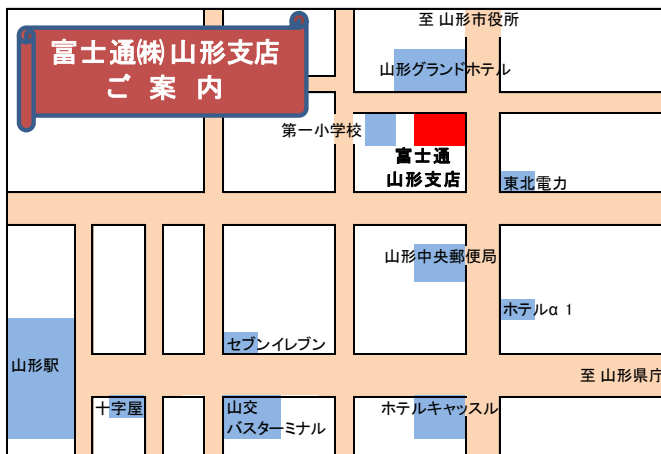 富士通㈱山形支店
ご 案 内
至 山形市役所
山形グランドホテル
第一小学校
富士通
山形支店
東北電力
山形中央郵便局
ホテルα 1
セブンイレブン
山形駅
至 山形県庁
十字屋
山交
バスターミナル
ホテルキャッスル